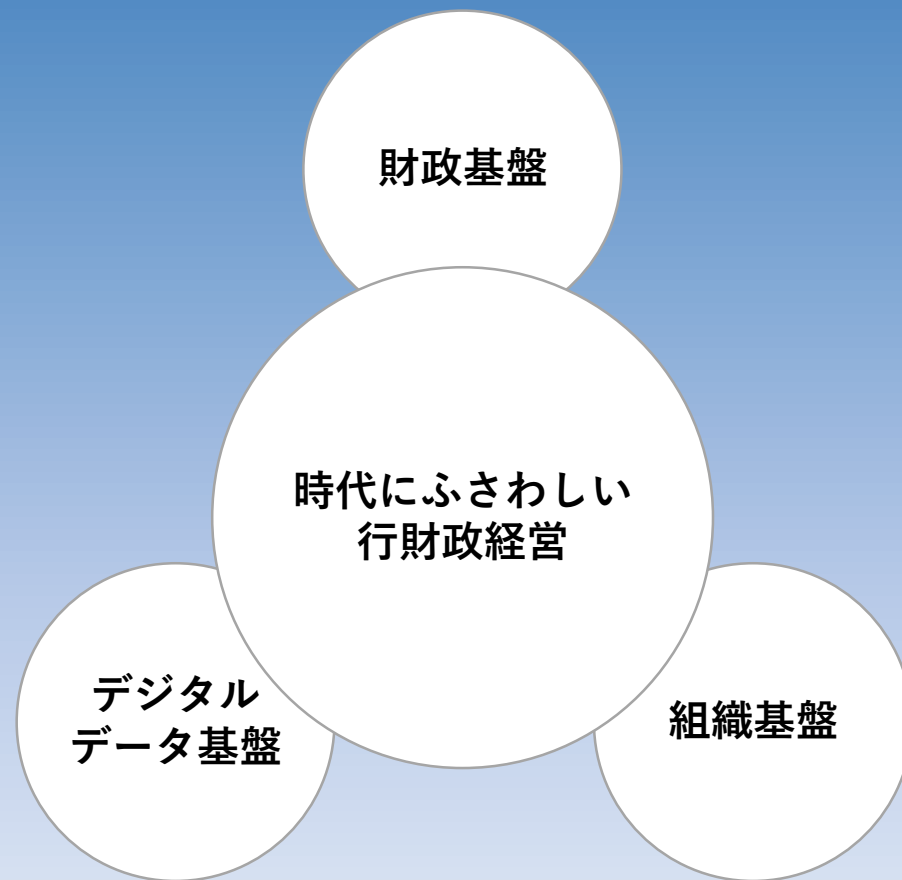 財政基盤
時代にふさわしい
行財政経営
デジタル
データ基盤
組織基盤